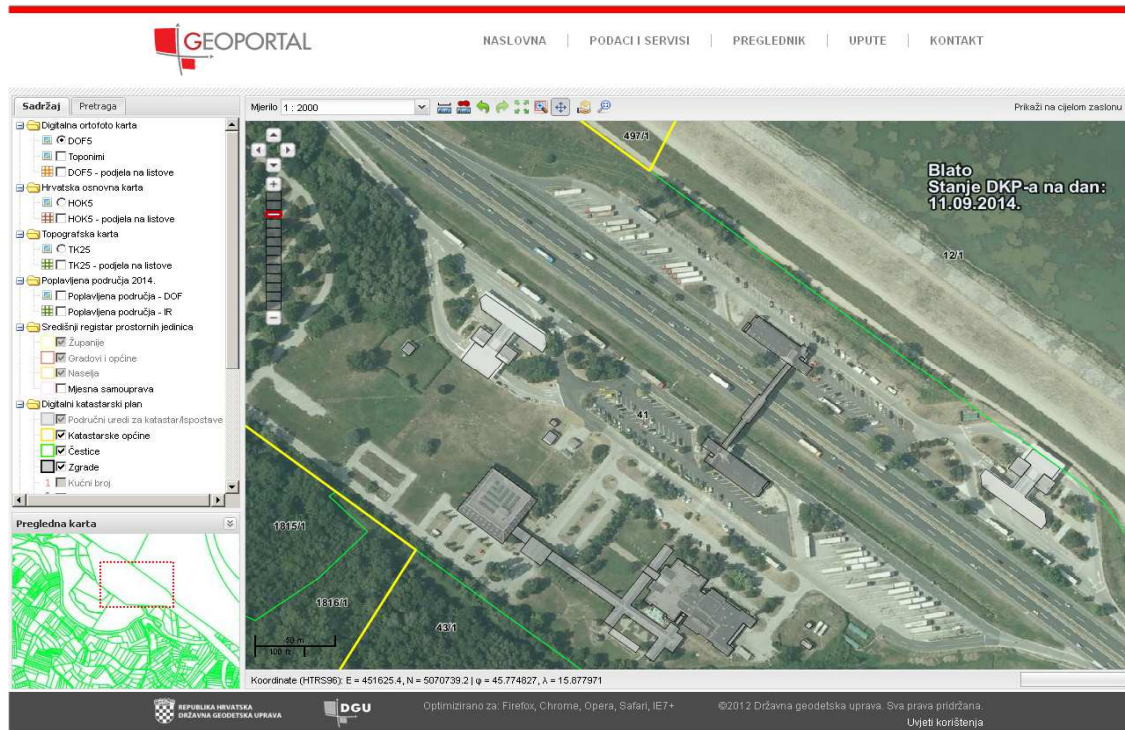 GEOPORTAL
NASLOVNA | PODACI I SERVISI | PREGLEDNIK | UPUTE | KONTAKT
Sadržaj Pretraga
Mjerilo 1 : 2000
Prikaži na cijelom zaslonu
Digitalna ortofoto karta
DOF5
Toponimi
DOF5 - podjela na listove
Hrvatska osnovna karta
HOK5
HOK5 - podjela na listove
Topografska karta
TK25
TK25 - podjela na listove
Poplavljena područja 2014.
Poplavljena područja - DOF
Poplavljena područja - IR
Središnji registar prostornih jedinica
Županije
Gradovi i općine
Naselja
Mjesna samouprava
Digitalni katastarski plan
Područni uredi za katastar/ispostave
Katastarske općine
Čestice
Zgrade
1 Kućni broj
Pregledna karta
497/1
Blato
Stanje DKP-a na dan:
11.09.2014.
12/1
41
1815/1
1816/1
43/1
50 m
100 ft
Koordinate (HTRS96): E = 451625.4, N = 5070739.2 | φ = 45.774827, λ = 15.877971
REPUBLIKA HRVATSKA
DRŽAVNA GEODETSKA UPRAVA
DGU
Optimizirano za: Firefox, Chrome, Opera, Safari, IE7+
©2012 Državna geodetska uprava. Sva prava pridržana.
Uvjeti korištenja